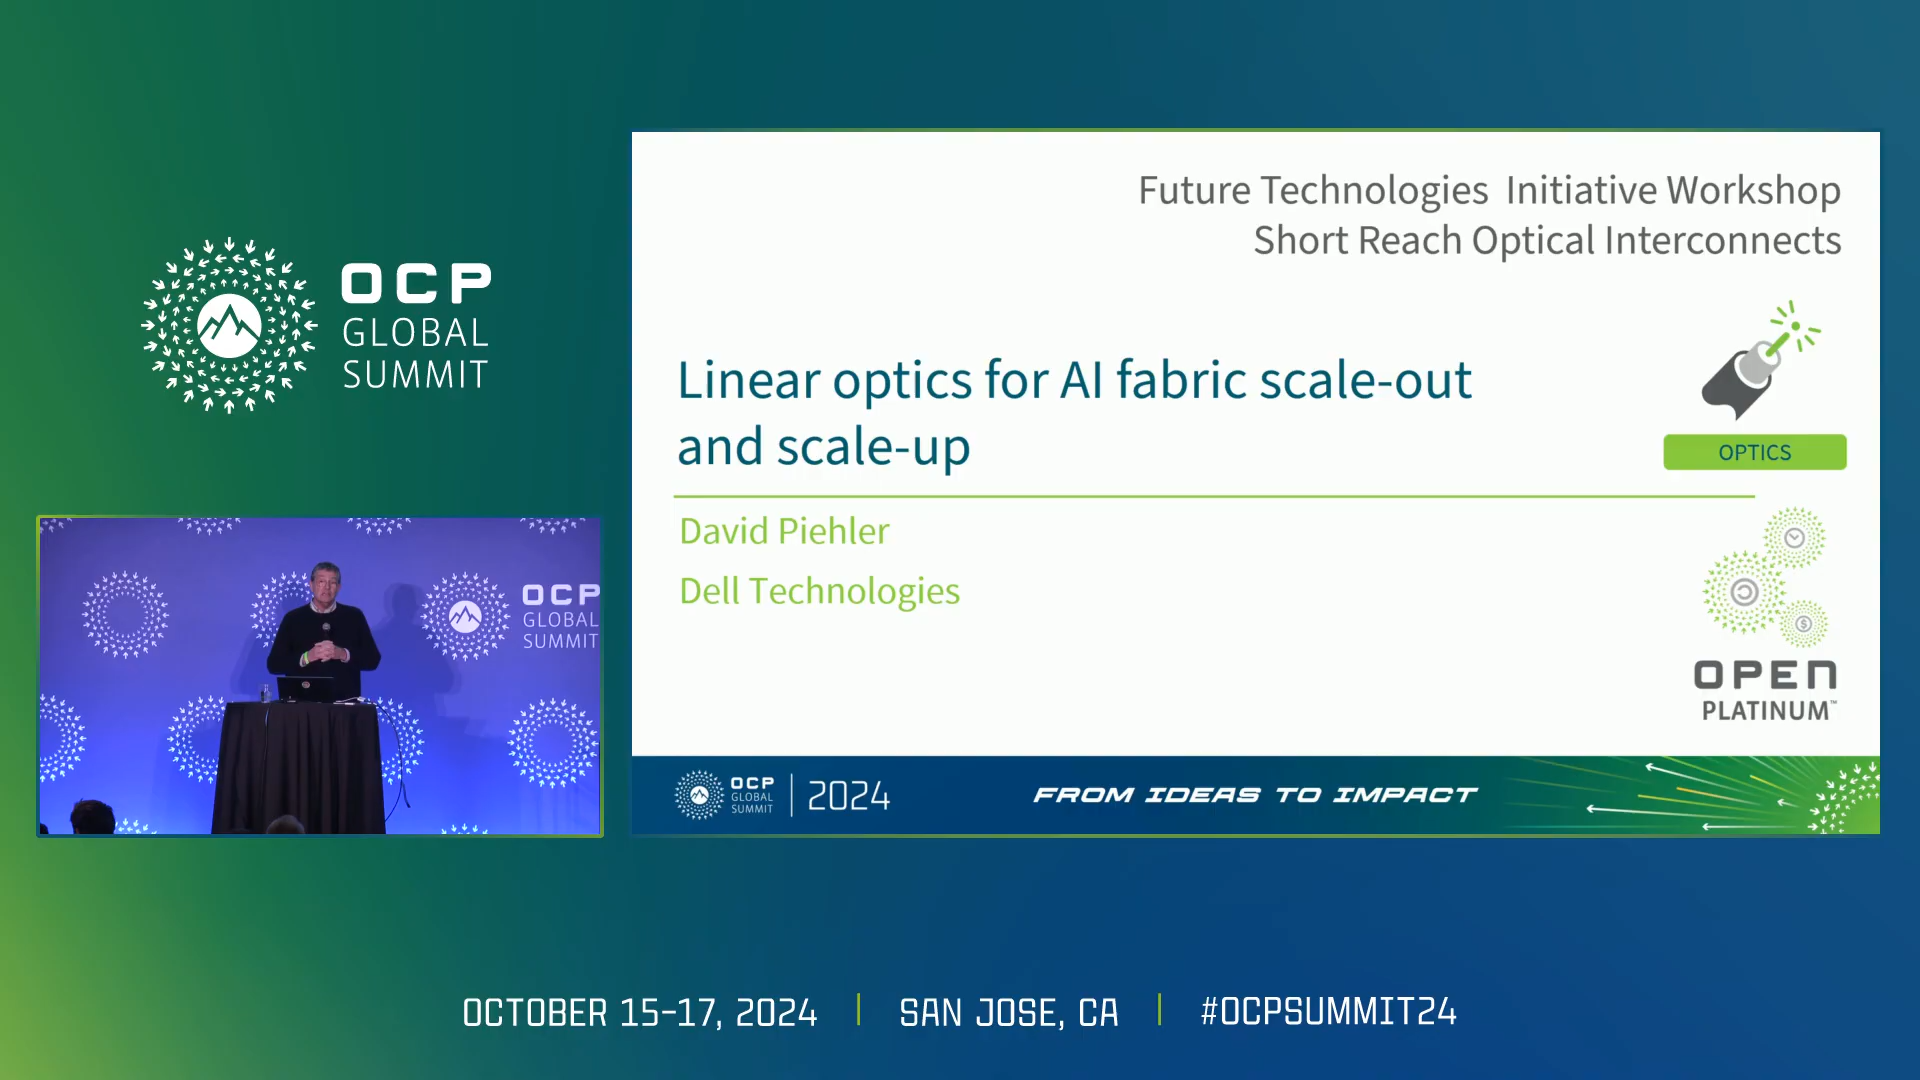 OCP
GLOBAL
SUMMIT
OCP
GLOBAL
SUMMIT
Future Technologies Initiative Workshop
Short Reach Optical Interconnects
Linear optics for AI fabric scale-out
and scale-up
OPTICS
David Piehler
Dell Technologies
OPEN
PLATINUM™
OCP
GLOBAL
SUMMIT
2024
FROM IDEAS TO IMPACT
OCTOBER 15-17, 2024 | SAN JOSE, CA | #OCPSUMMIT24